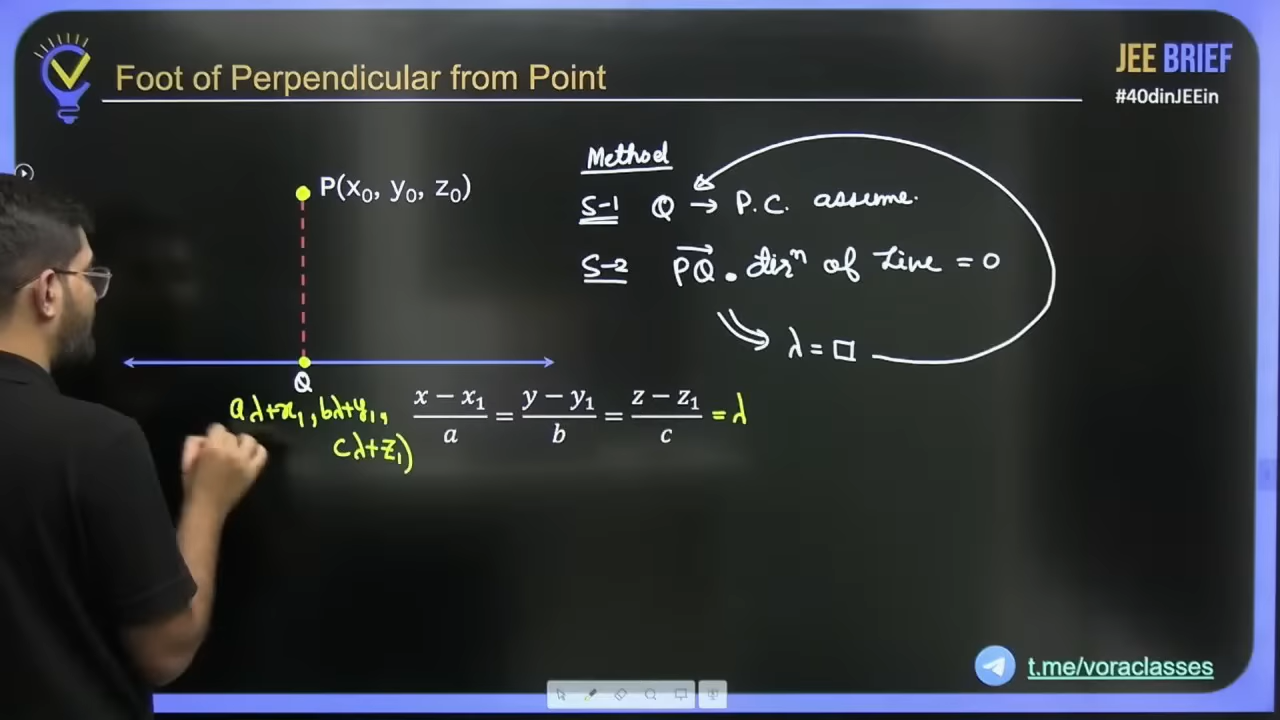 Foot of Perpendicular from Point
JEE BRIEF
#40dinJEEin
P(x₀, y₀, z₀)
Method
S-1 Q → P.C. assume.
S-2 PQ⃗ . dirⁿ of Line = 0
λ = □
Q
aλ+x₁, bλ+y₁,
cλ+z₁)
x − x₁ / a = y − y₁ / b = z − z₁ / c = λ
t.me/voraclasses